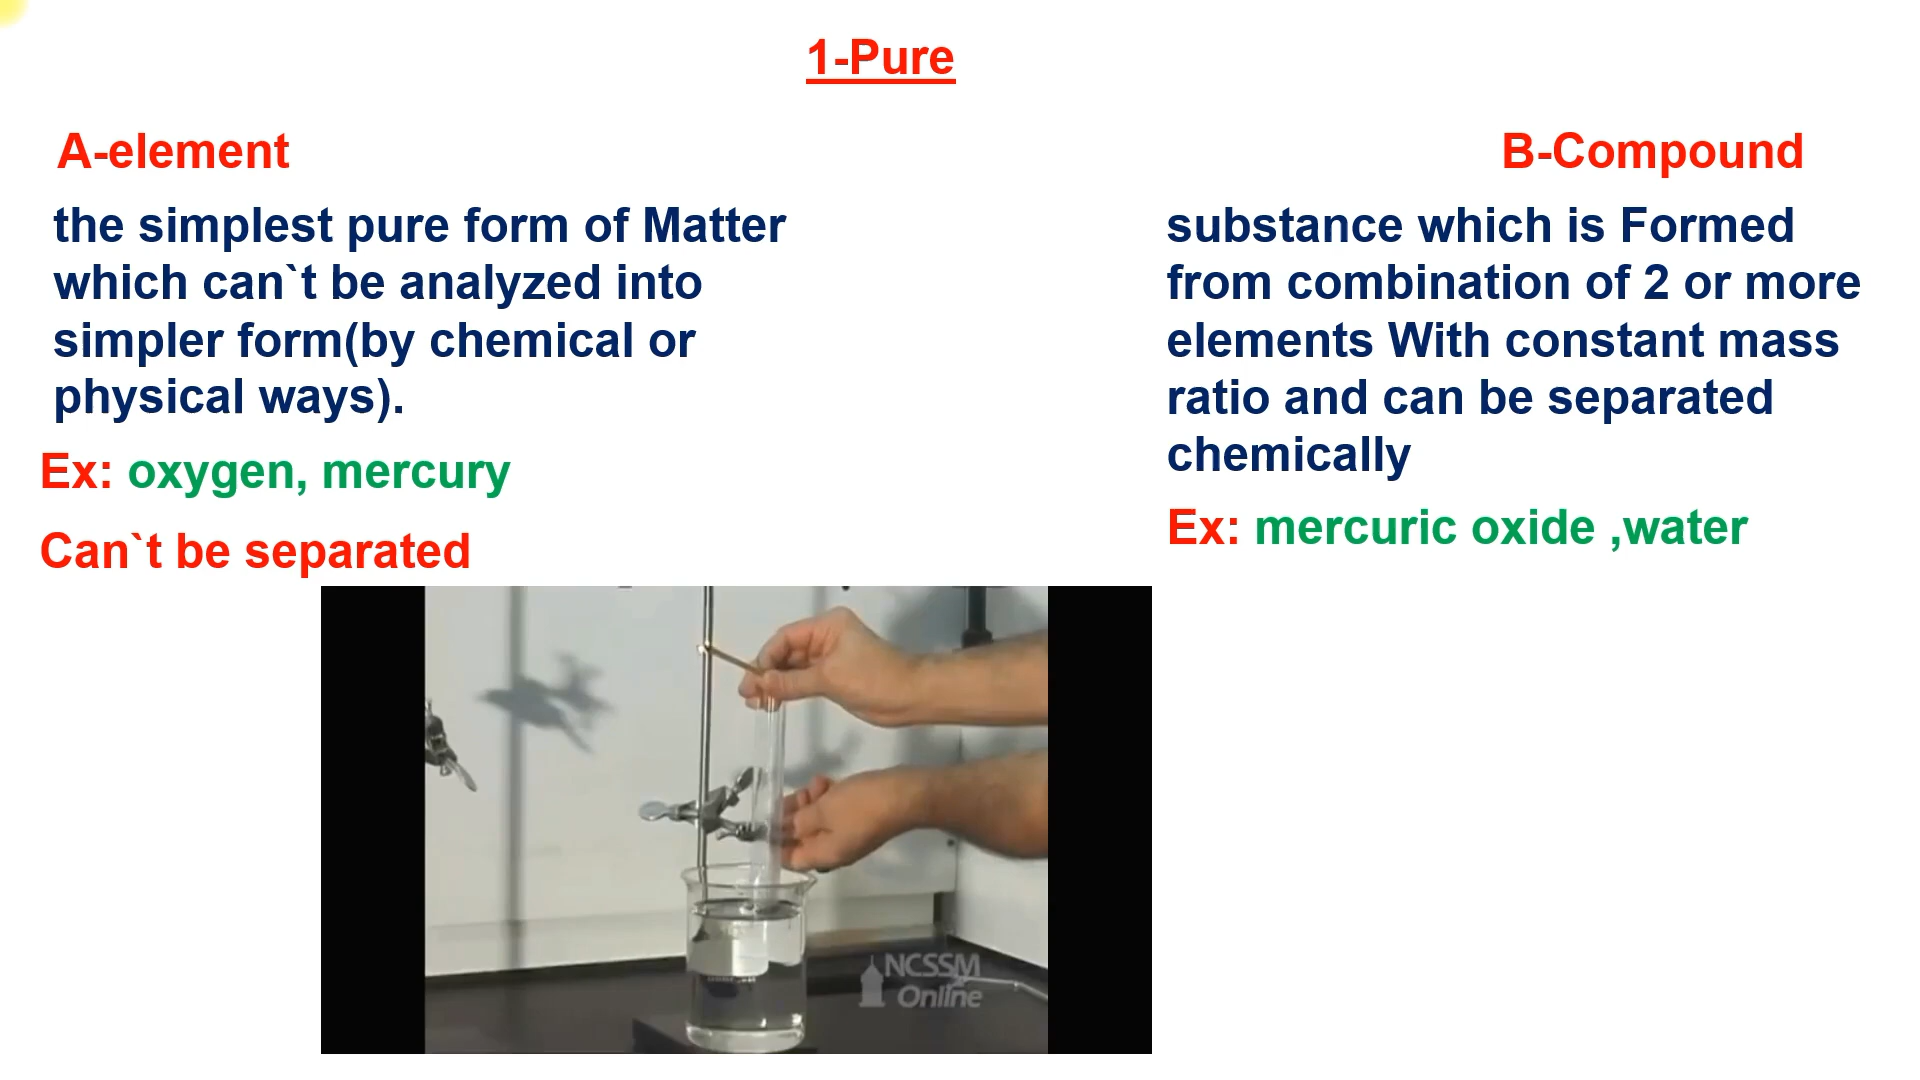 1-Pure
A-element
the simplest pure form of Matter
which can`t be analyzed into
simpler form(by chemical or
physical ways).
Ex: oxygen, mercury
Can`t be separated
B-Compound
substance which is Formed
from combination of 2 or more
elements With constant mass
ratio and can be separated
chemically
Ex: mercuric oxide ,water
NCSSM
Online